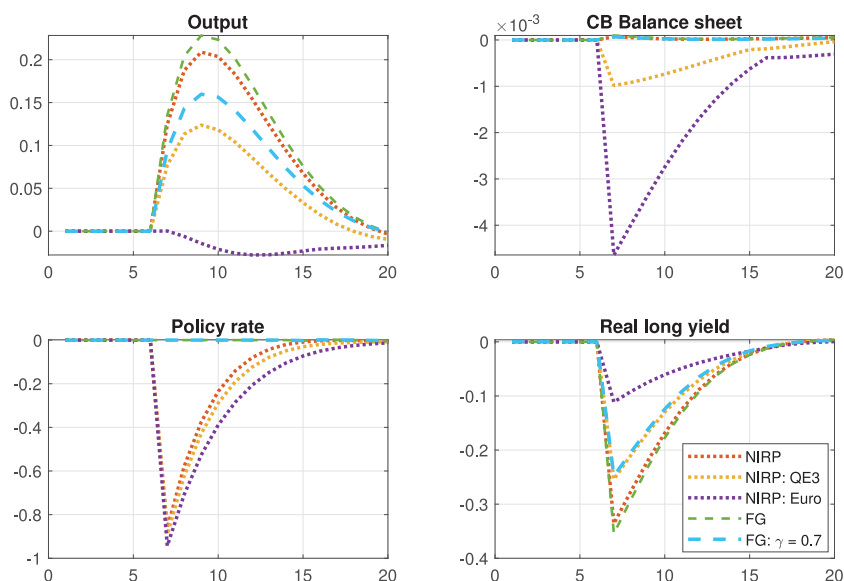 Output
0.2
0.15
0.1
0.05
0
0 5 10 15 20
CB Balance sheet
×10⁻³
0
-1
-2
-3
-4
0 5 10 15 20
Policy rate
0
-0.2
-0.4
-0.6
-0.8
-1
0 5 10 15 20
Real long yield
0
-0.1
-0.2
-0.3
-0.4
0 5 10 15 20
NIRP
NIRP: QE3
NIRP: Euro
FG
FG: γ = 0.7